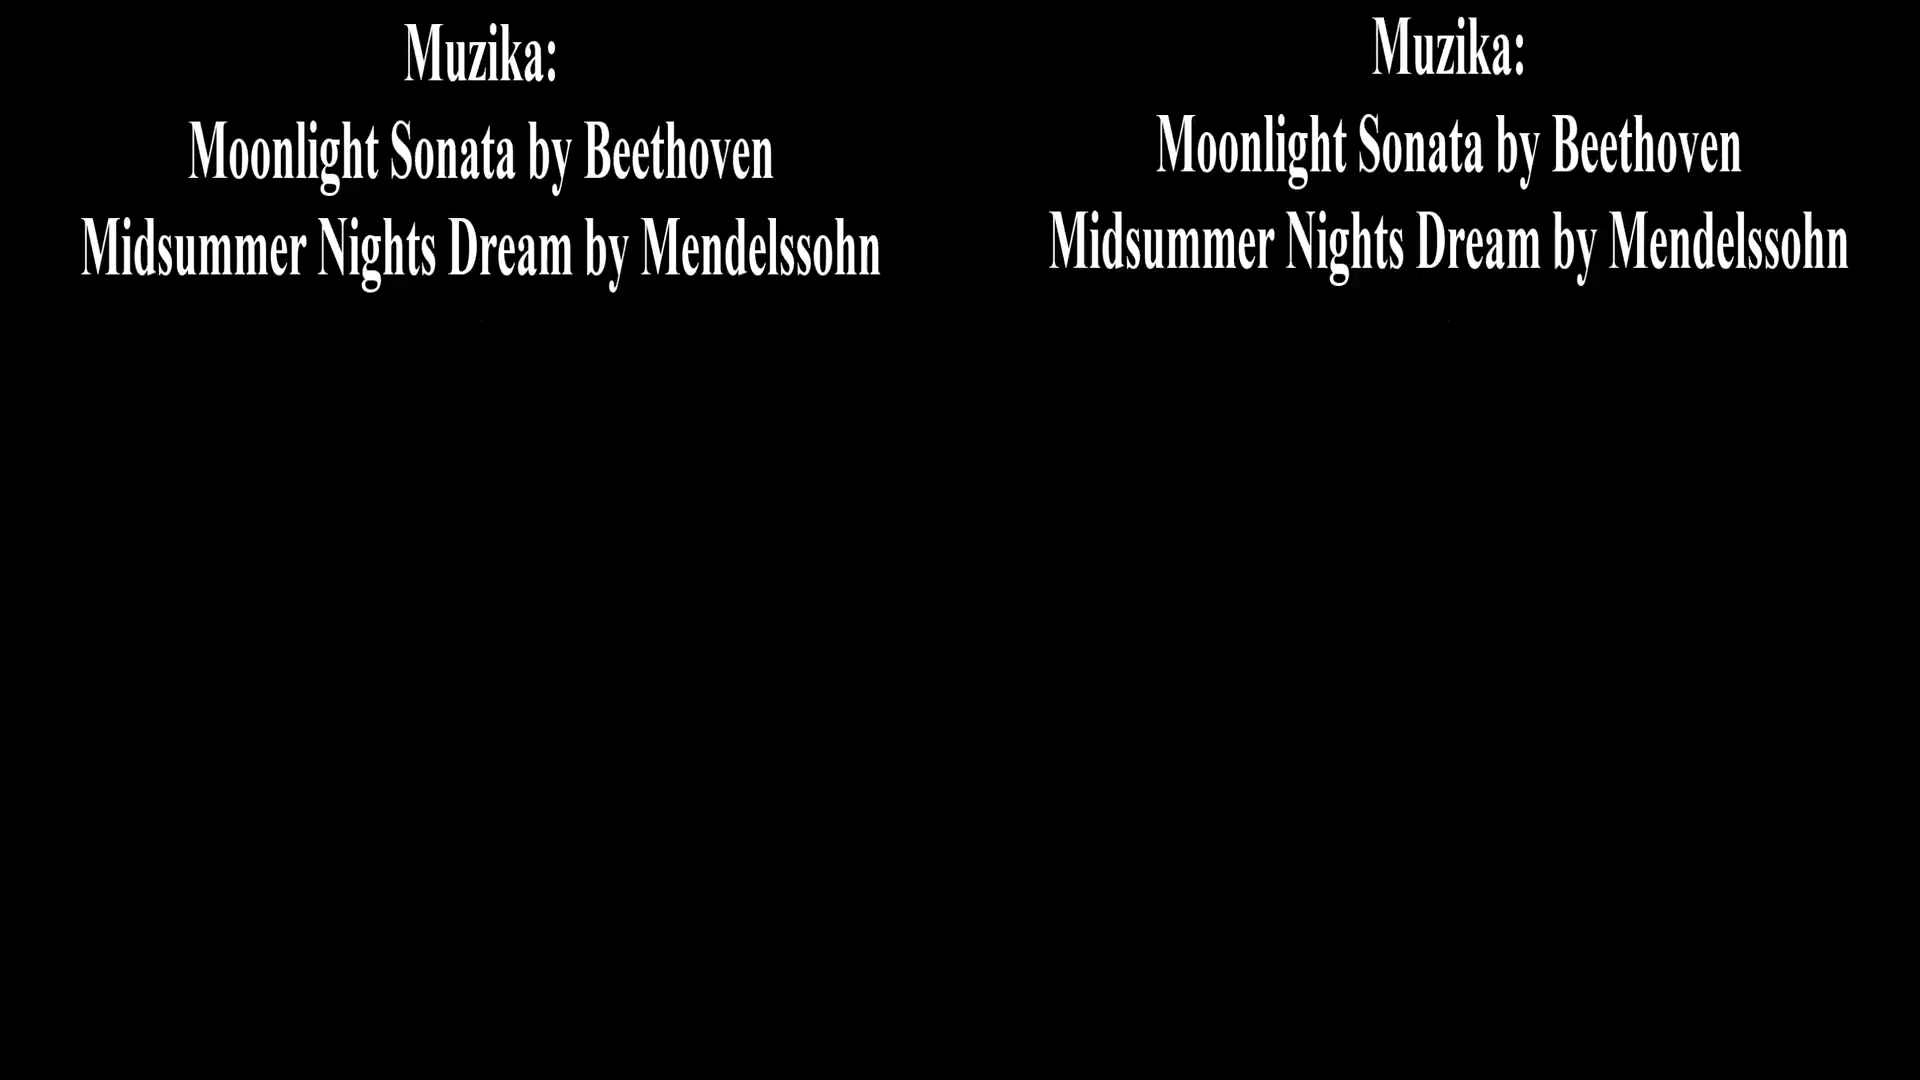 Muzika:
Moonlight Sonata by Beethoven
Midsummer Nights Dream by Mendelssohn
Muzika:
Moonlight Sonata by Beethoven
Midsummer Nights Dream by Mendelssohn